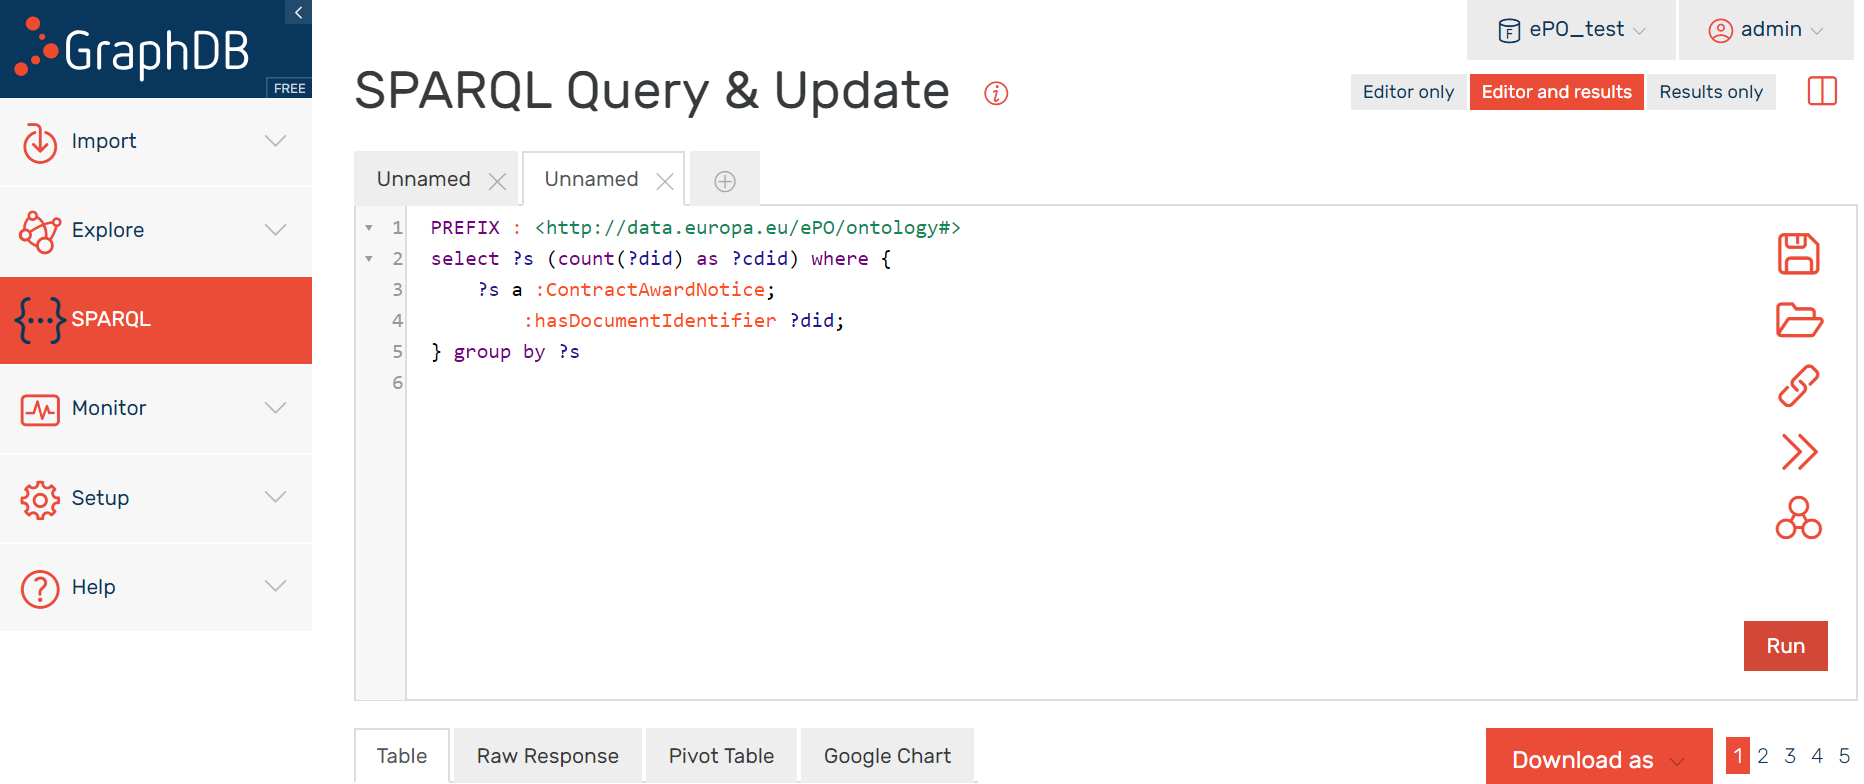 GraphDB
FREE
ePO_test
admin
SPARQL Query & Update
Editor only
Editor and results
Results only
Import
Explore
SPARQL
Monitor
Setup
Help
Unnamed
Unnamed
1 PREFIX : <http://data.europa.eu/ePO/ontology#>
2 select ?s (count(?did) as ?cdid) where {
3 ?s a :ContractAwardNotice;
4 :hasDocumentIdentifier ?did;
5 } group by ?s
6
Run
Table
Raw Response
Pivot Table
Google Chart
Download as
1 2 3 4 5